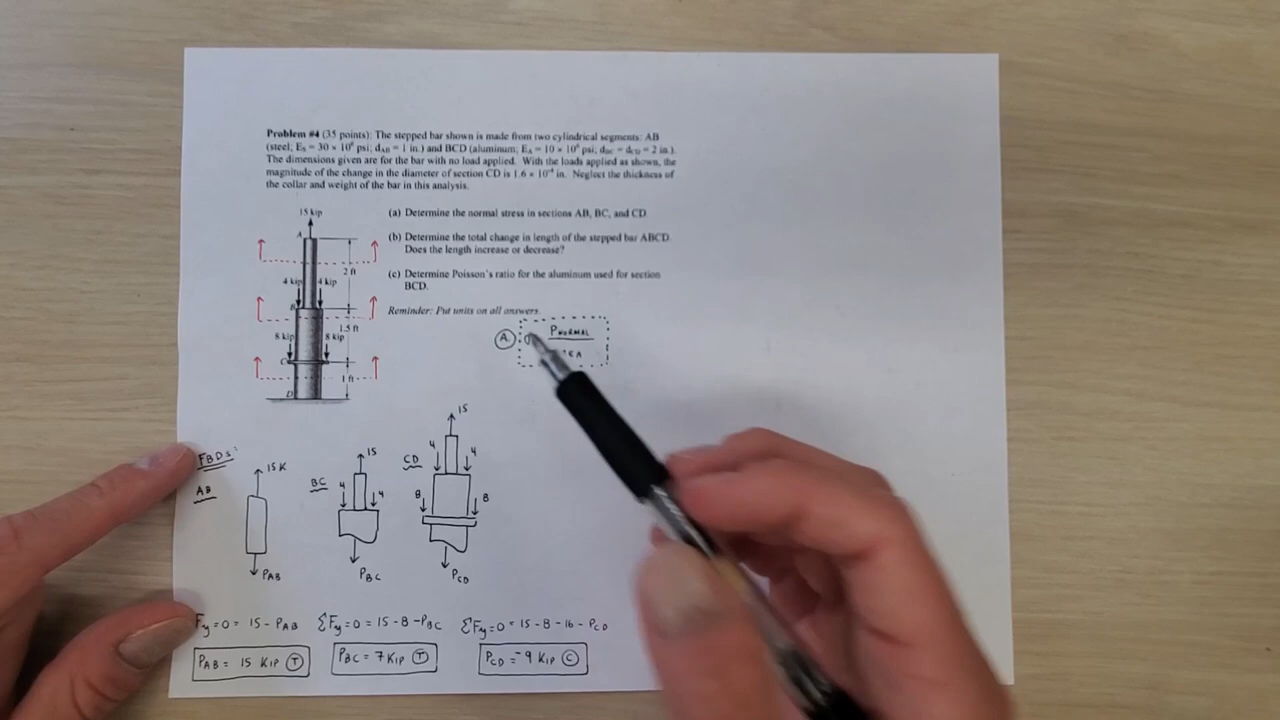 Problem #4 (35 points): The stepped bar shown is made from two cylindrical segments: AB
(steel; E_S = 30 × 10⁶ psi; d_AB = 1 in.) and BCD (aluminum; E_A = 10 × 10⁶ psi; d_BC = d_CD = 2 in.).
The dimensions given are for the bar with no load applied. With the loads applied as shown, the
magnitude of the change in the diameter of section CD is 1.6 × 10⁻⁴ in. Neglect the thickness of
the collar and weight of the bar in this analysis.
15 kip
A
2 ft
4 kip 4 kip
B
1.5 ft
8 kip 8 kip
C
1 ft
D
(a) Determine the normal stress in sections AB, BC, and CD.
(b) Determine the total change in length of the stepped bar ABCD.
Does the length increase or decrease?
(c) Determine Poisson's ratio for the aluminum used for section
BCD.
Reminder: Put units on all answers.
A. PNORMAL
FBDs:
AB
15K
PAB
BC
15
4 4
PBC
CD
15
4 4
8 8
PCD
Fy=0= 15 - PAB
ΣFy=0=15-8-PBC
ΣFy=0=15-8-16-PCD
PAB = 15 KIP T
PBC = 7 KIP T
PCD = -9 KIP C